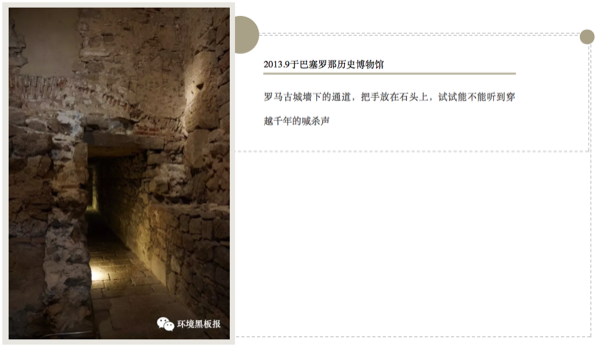 2013.9于巴塞罗那历史博物馆
罗马古城墙下的通道，把手放在石头上，试试能不能听到穿
越千年的喊杀声
环境黑板报